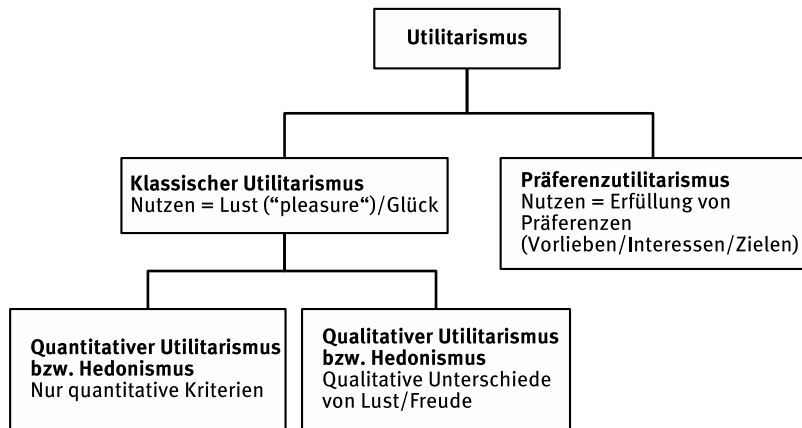 Utilitarismus
Klassischer Utilitarismus
Nutzen = Lust (“pleasure“)/Glück
Präferenzutilitarismus
Nutzen = Erfüllung von
Präferenzen
(Vorlieben/Interessen/Zielen)
Quantitativer Utilitarismus
bzw. Hedonismus
Nur quantitative Kriterien
Qualitativer Utilitarismus
bzw. Hedonismus
Qualitative Unterschiede
von Lust/Freude